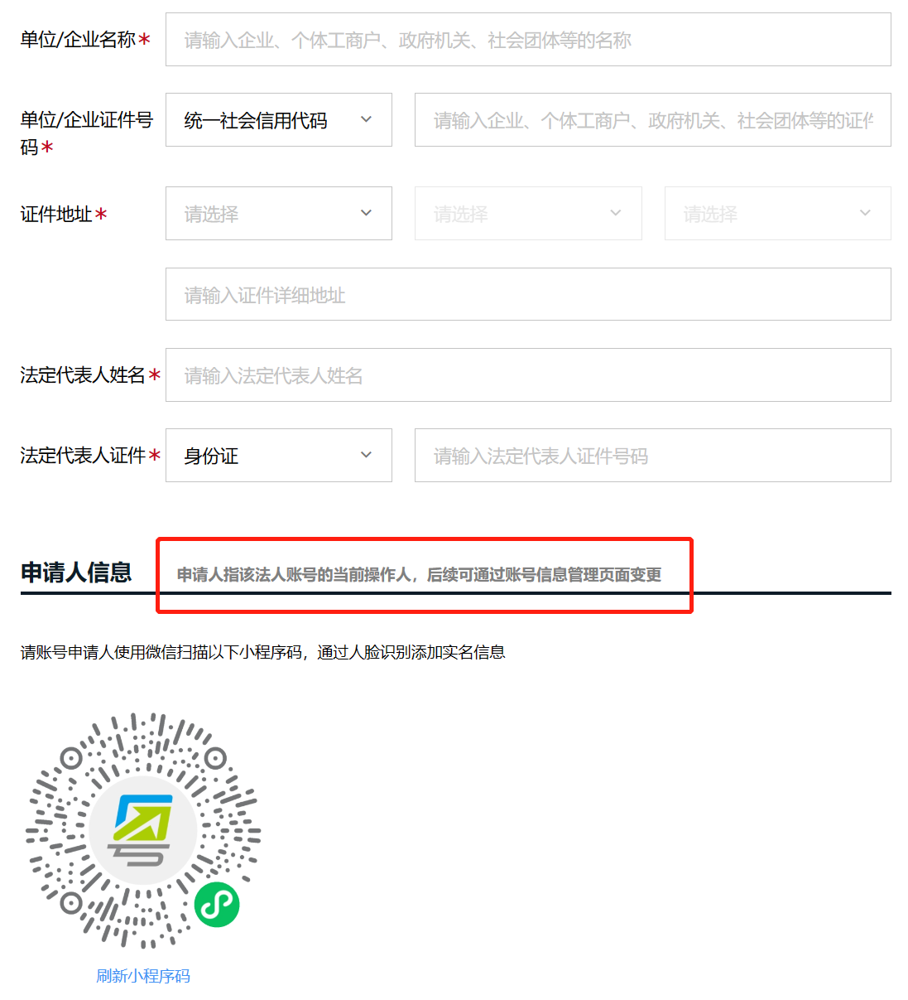 单位/企业名称* 请输入企业、个体工商户、政府机关、社会团体等的名称
单位/企业证件号码* 统一社会信用代码 请输入企业、个体工商户、政府机关、社会团体等的证件
证件地址* 请选择 请选择 请选择
请输入证件详细地址
法定代表人姓名* 请输入法定代表人姓名
法定代表人证件* 身份证 请输入法定代表人证件号码
申请人信息 申请人指该法人账号的当前操作人，后续可通过账号信息管理页面变更
请账号申请人使用微信扫描以下小程序码，通过人脸识别添加实名信息
刷新小程序码